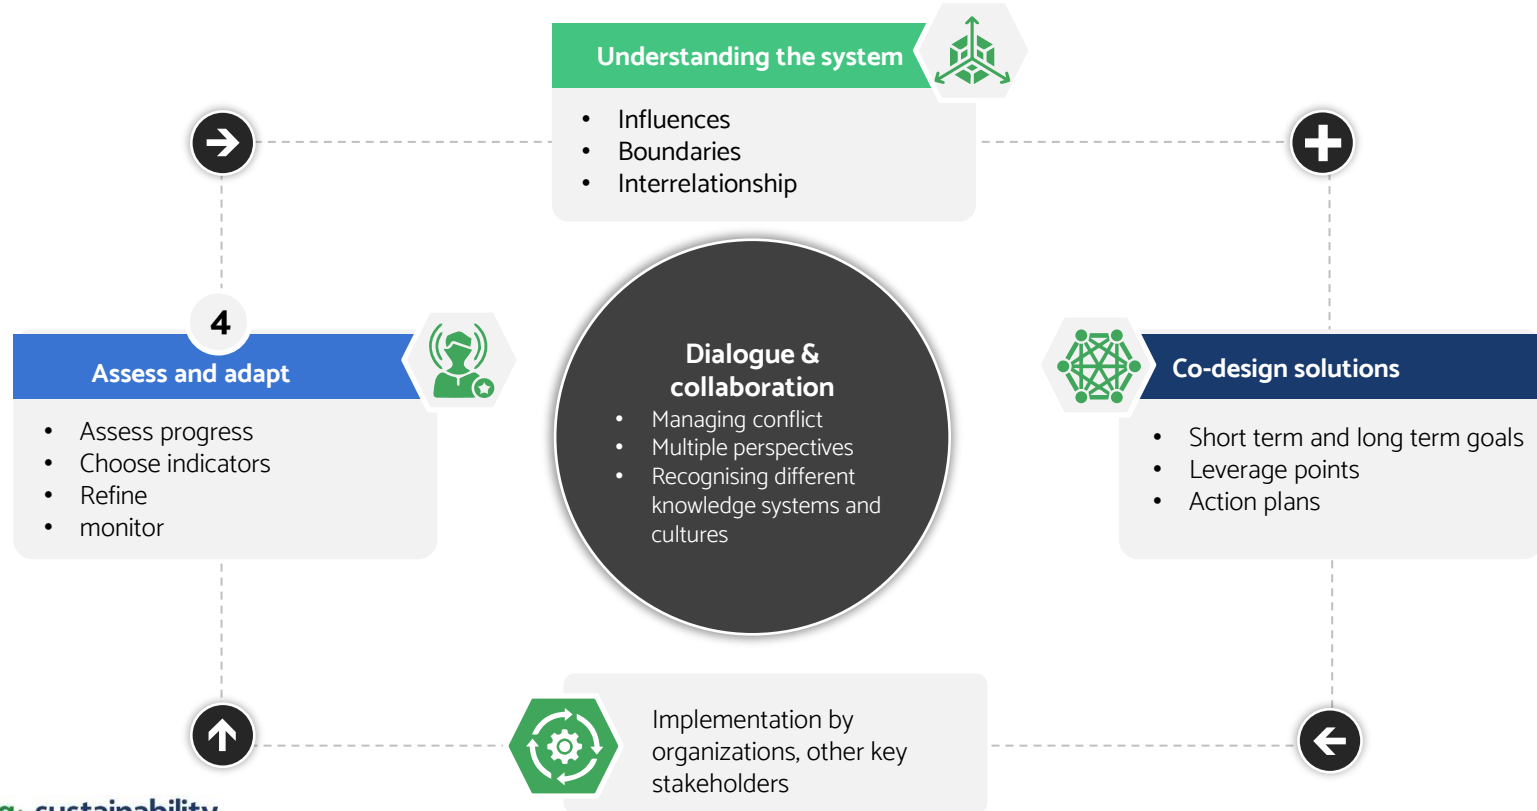 Understanding the system
• Influences
• Boundaries
• Interrelationship
4
Assess and adapt
• Assess progress
• Choose indicators
• Refine
• monitor
Dialogue &
collaboration
• Managing conflict
• Multiple perspectives
• Recognising different
knowledge systems and
cultures
Co-design solutions
• Short term and long term goals
• Leverage points
• Action plans
Implementation by
organizations, other key
stakeholders
sustainability